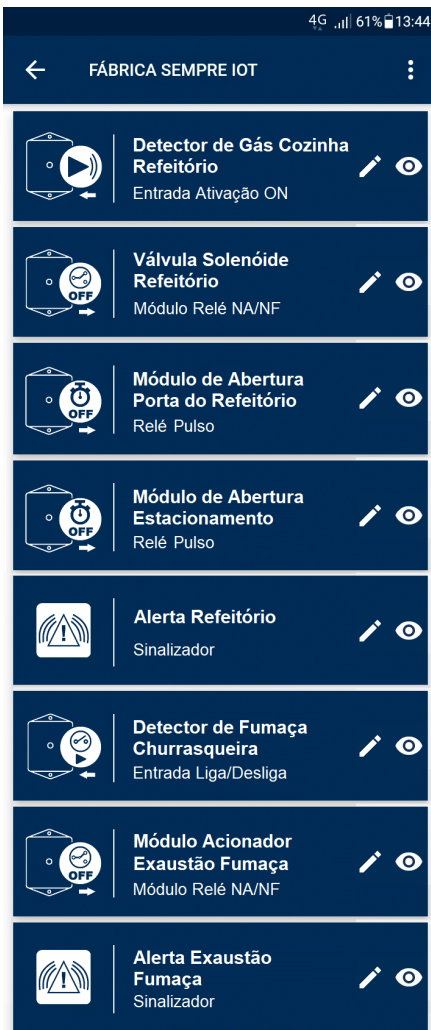 4G 61% 13:44
FÁBRICA SEMPRE IOT
Detector de Gás Cozinha
Refeitório
Entrada Ativação ON
Válvula Solenóide
Refeitório
OFF
Módulo Relé NA/NF
Módulo de Abertura
Porta do Refeitório
OFF
Relé Pulso
Módulo de Abertura
Estacionamento
OFF
Relé Pulso
Alerta Refeitório
Sinalizador
Detector de Fumaça
Churrasqueira
Entrada Liga/Desliga
Módulo Acionador
Exaustão Fumaça
OFF
Módulo Relé NA/NF
Alerta Exaustão
Fumaça
Sinalizador